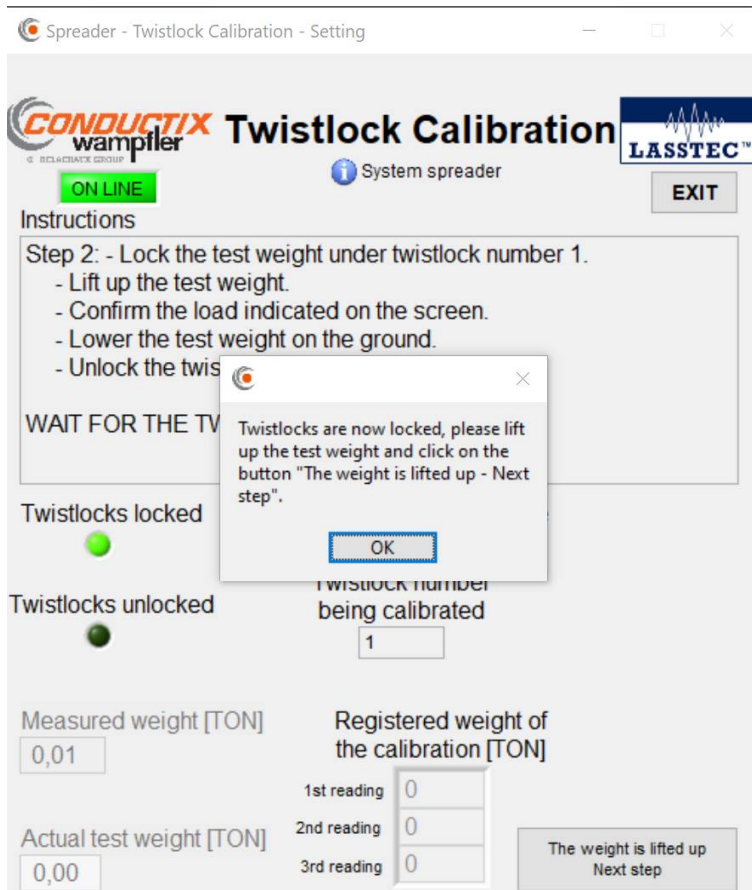 Spreader - Twistlock Calibration - Setting
CONDUCTIX
wampfler
Twistlock Calibration
LASSTEC™
System spreader
ON LINE
EXIT
Instructions
Step 2: - Lock the test weight under twistlock number 1.
- Lift up the test weight.
- Confirm the load indicated on the screen.
- Lower the test weight on the ground.
- Unlock the
WAIT FOR THE
Twistlocks are now locked, please lift
up the test weight and click on the
button "The weight is lifted up - Next
step".
OK
Twistlocks locked
Twistlocks unlocked
Twistlock number
being calibrated
1
Measured weight [TON]
0,01
Registered weight of
the calibration [TON]
1st reading 0
2nd reading 0
3rd reading 0
Actual test weight [TON]
0,00
The weight is lifted up
Next step